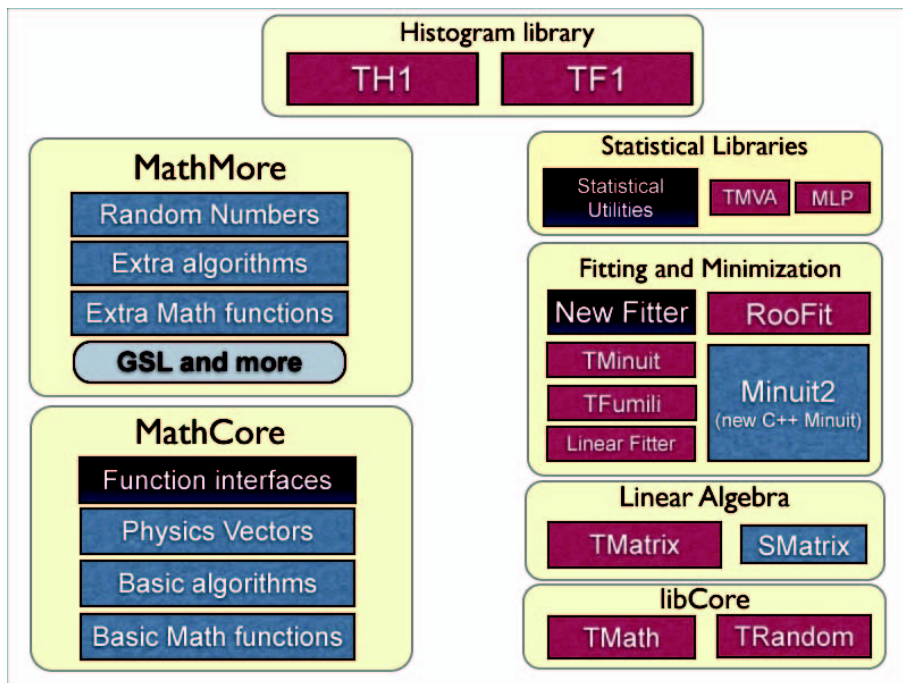 Histogram library
TH1
TF1
MathMore
Random Numbers
Extra algorithms
Extra Math functions
GSL and more
MathCore
Function interfaces
Physics Vectors
Basic algorithms
Basic Math functions
Statistical Libraries
Statistical
Utilities
TMVA
MLP
Fitting and Minimization
New Fitter
RooFit
TMinuit
TFumili
Linear Fitter
Minuit2
(new C++ Minuit)
Linear Algebra
TMatrix
SMatrix
libCore
TMath
TRandom